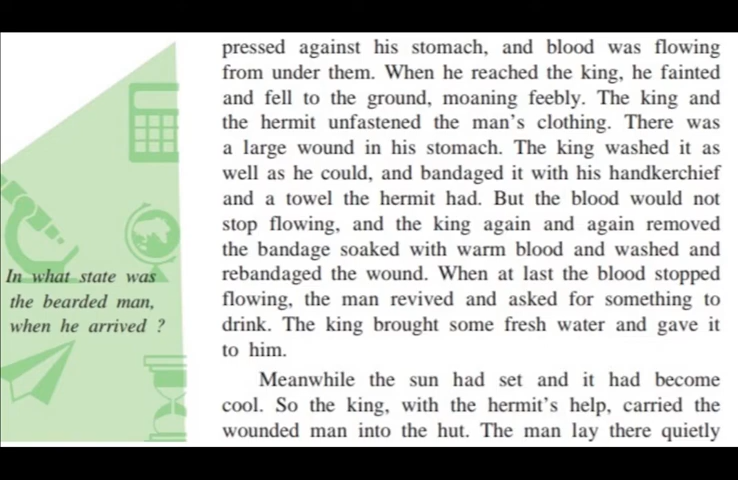 pressed against his stomach, and blood was flowing
from under them. When he reached the king, he fainted
and fell to the ground, moaning feebly. The king and
the hermit unfastened the man's clothing. There was
a large wound in his stomach. The king washed it as
well as he could, and bandaged it with his handkerchief
and a towel the hermit had. But the blood would not
stop flowing, and the king again and again removed
the bandage soaked with warm blood and washed and
rebandaged the wound. When at last the blood stopped
flowing, the man revived and asked for something to
drink. The king brought some fresh water and gave it
to him.
Meanwhile the sun had set and it had become
cool. So the king, with the hermit's help, carried the
wounded man into the hut. The man lay there quietly
In what state was
the bearded man,
when he arrived ?